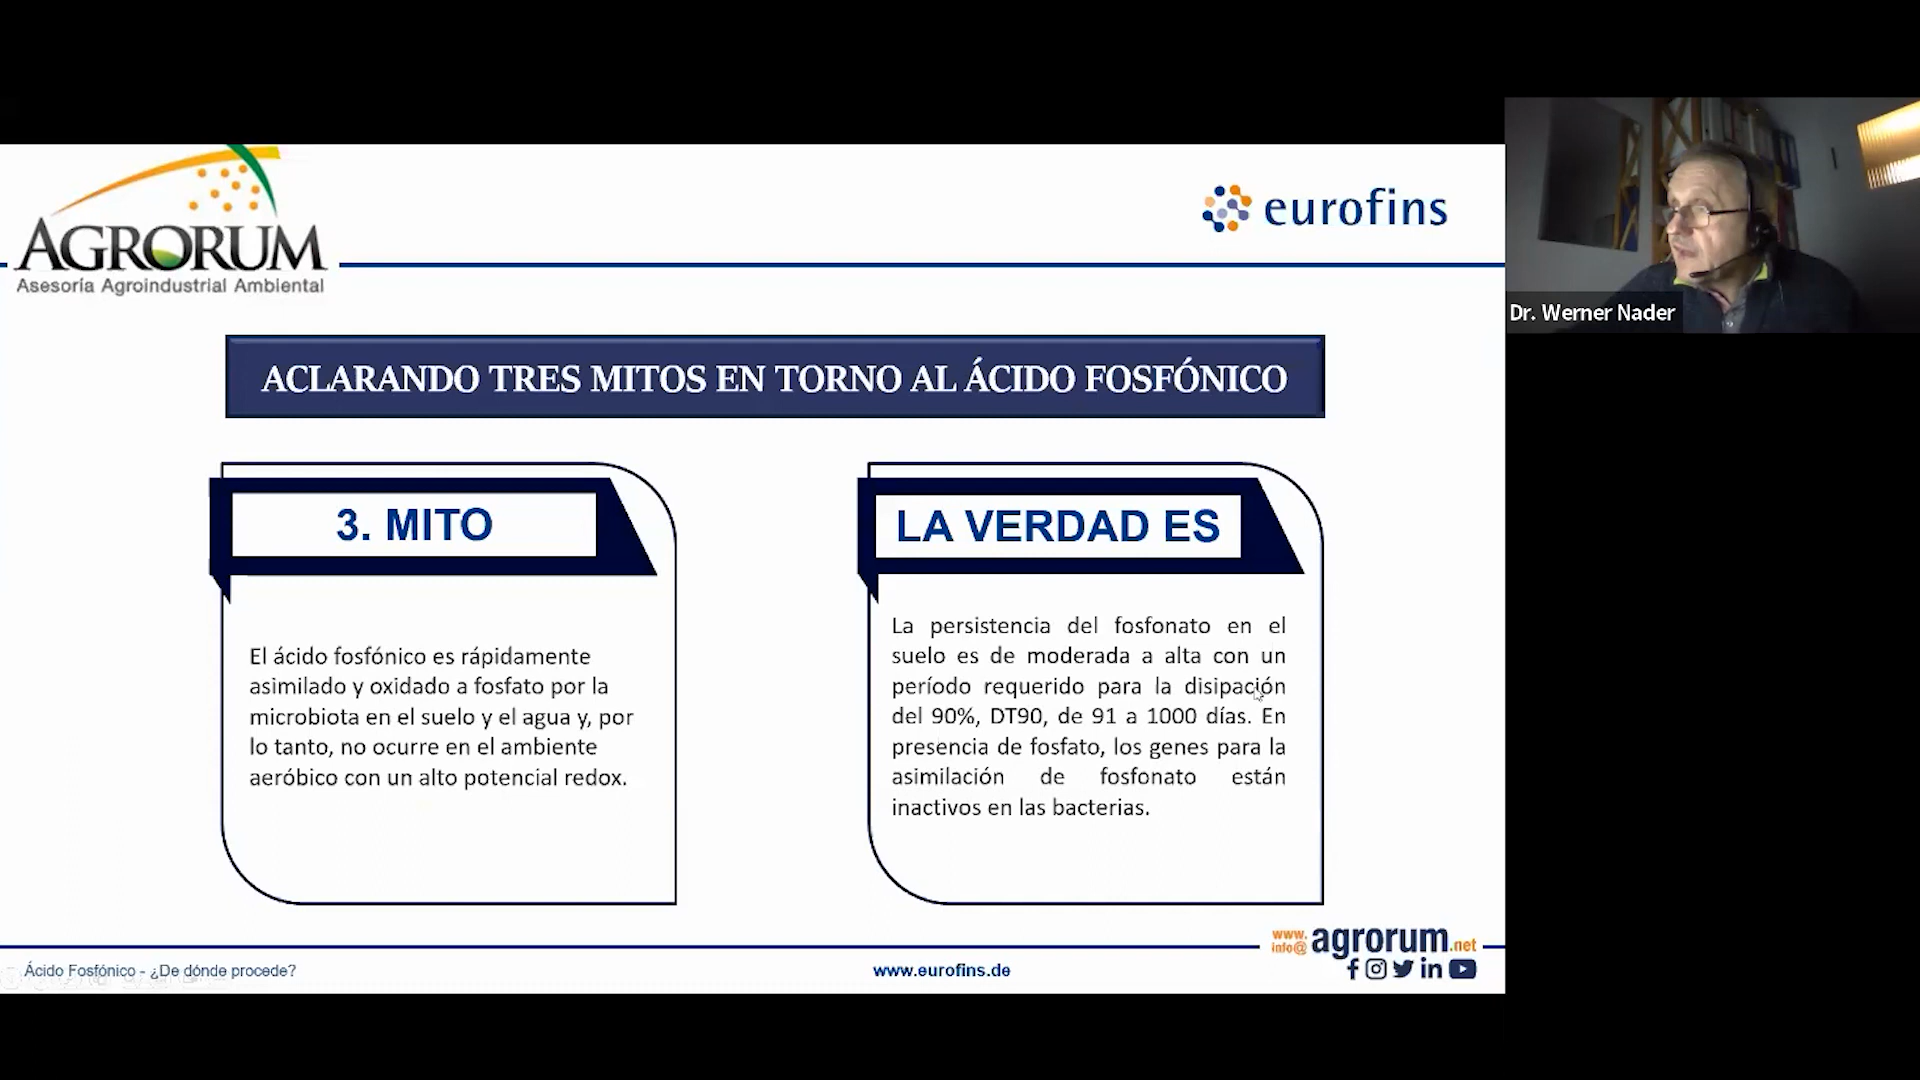 AGRORUM
Asesoría Agroindustrial Ambiental
eurofins
Dr. Werner Nader
ACLARANDO TRES MITOS EN TORNO AL ÁCIDO FOSFÓNICO
3. MITO
El ácido fosfónico es rápidamente
asimilado y oxidado a fosfato por la
microbiota en el suelo y el agua y, por
lo tanto, no ocurre en el ambiente
aeróbico con un alto potencial redox.
LA VERDAD ES
La persistencia del fosfonato en el
suelo es de moderada a alta con un
período requerido para la disipación
del 90%, DT90, de 91 a 1000 días. En
presencia de fosfato, los genes para la
asimilación de fosfonato están
inactivos en las bacterias.
Ácido Fosfónico - ¿De dónde procede?
www.eurofins.de
www.
info@
agrorum.net